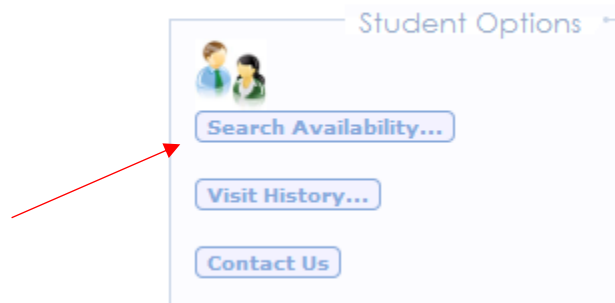 Student Options
Search Availability...
Visit History...
Contact Us